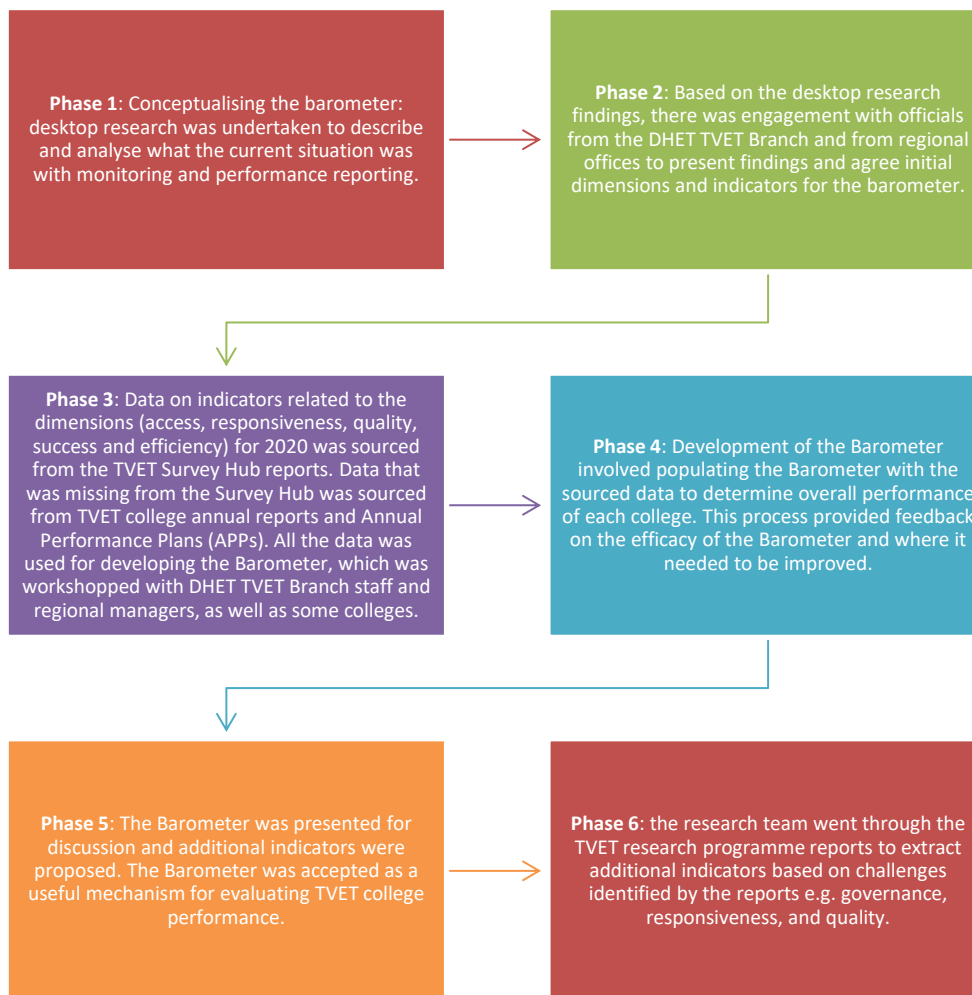 Phase 1: Conceptualising the barometer:
desktop research was undertaken to describe
and analyse what the current situation was
with monitoring and performance reporting.
Phase 2: Based on the desktop research
findings, there was engagement with officials
from the DHET TVET Branch and from regional
offices to present findings and agree initial
dimensions and indicators for the barometer.
Phase 3: Data on indicators related to the
dimensions (access, responsiveness, quality,
success and efficiency) for 2020 was sourced
from the TVET Survey Hub reports. Data that
was missing from the Survey Hub was sourced
from TVET college annual reports and Annual
Performance Plans (APPs). All the data was
used for developing the Barometer, which was
workshopped with DHET TVET Branch staff and
regional managers, as well as some colleges.
Phase 4: Development of the Barometer
involved populating the Barometer with the
sourced data to determine overall performance
of each college. This process provided feedback
on the efficacy of the Barometer and where it
needed to be improved.
Phase 5: The Barometer was presented for
discussion and additional indicators were
proposed. The Barometer was accepted as a
useful mechanism for evaluating TVET college
performance.
Phase 6: the research team went through the
TVET research programme reports to extract
additional indicators based on challenges
identified by the reports e.g. governance,
responsiveness, and quality.